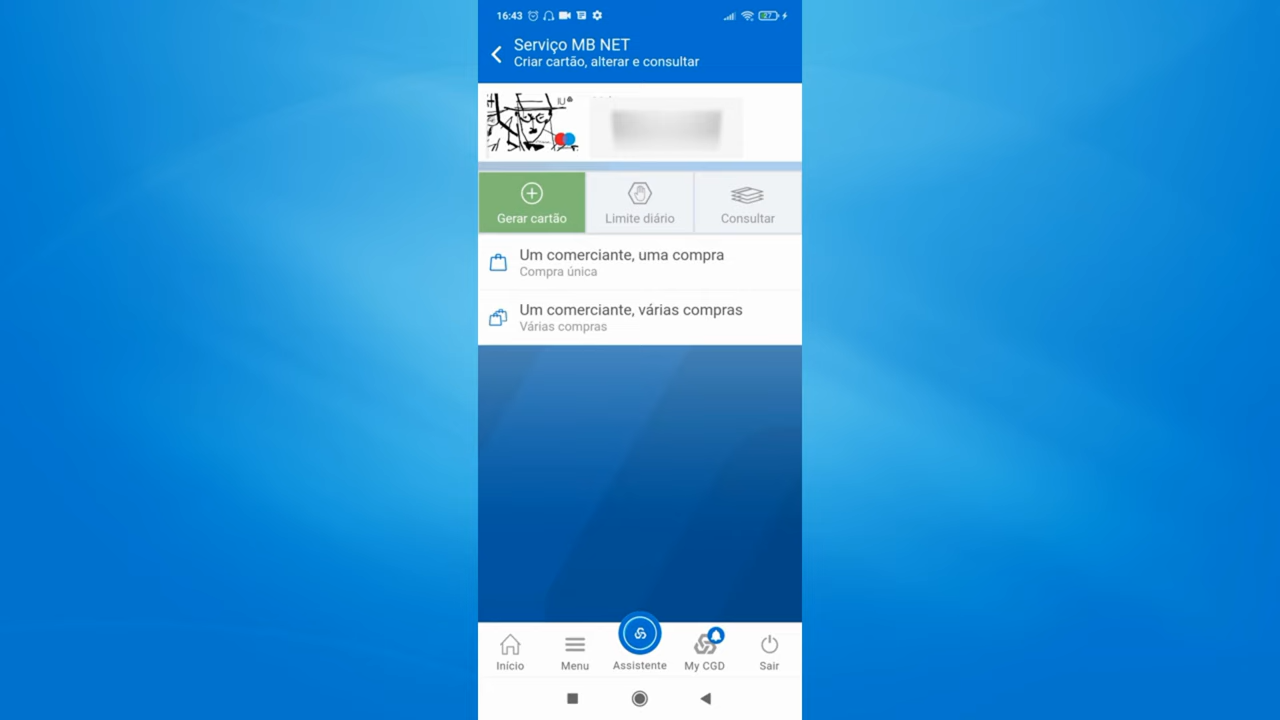 16:43
27
Serviço MB NET
Criar cartão, alterar e consultar
Gerar cartão
Limite diário
Consultar
Um comerciante, uma compra
Compra única
Um comerciante, várias compras
Várias compras
Início
Menu
Assistente
My CGD
Sair